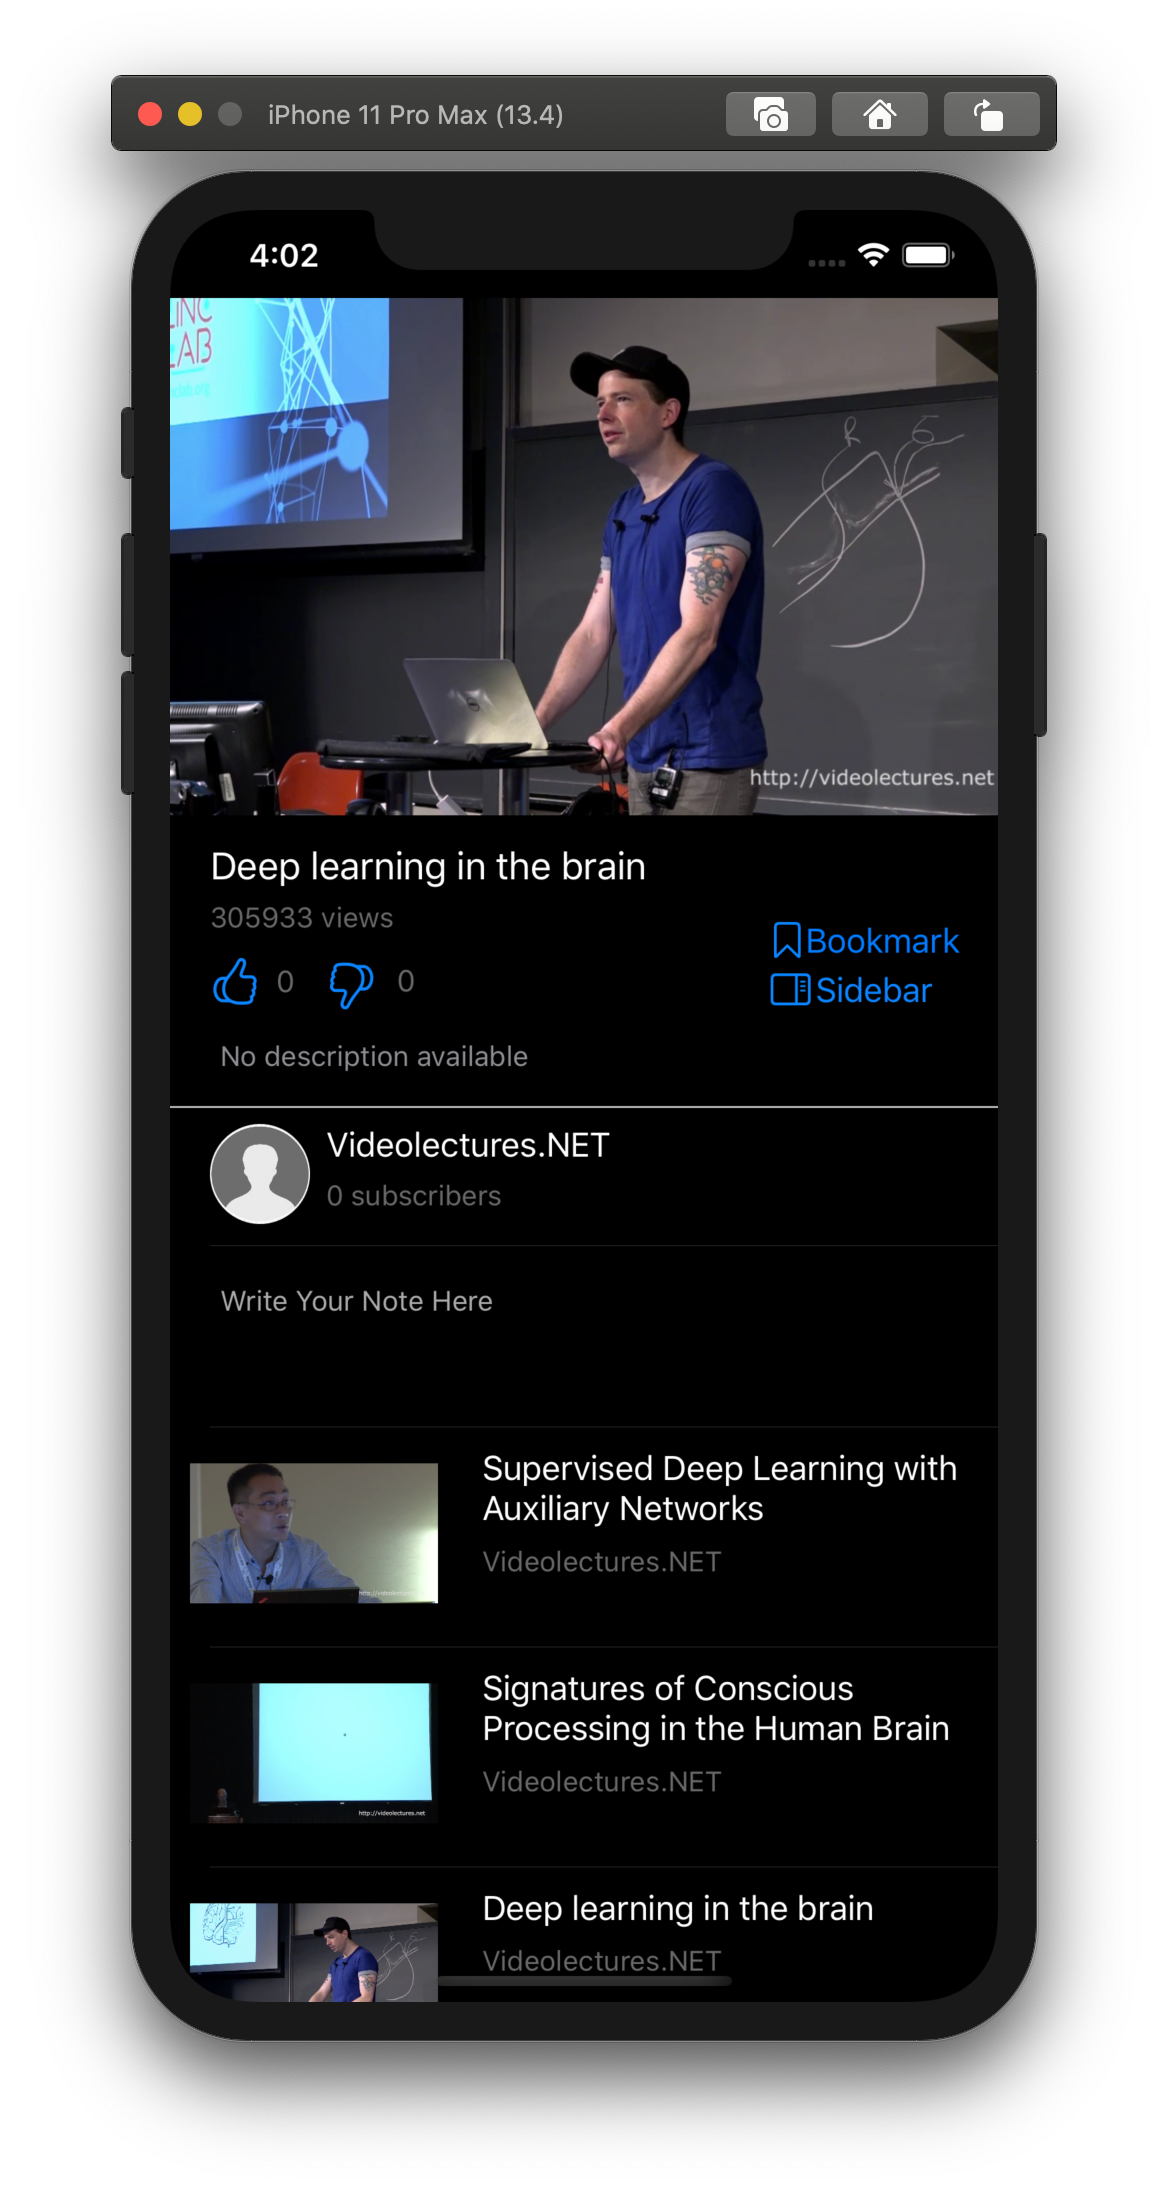 iPhone 11 Pro Max (13.4)
4:02
LINC
LAB
R
http://videolectures.net
Deep learning in the brain
305933 views
Bookmark
0
0
Sidebar
No description available
Videolectures.NET
0 subscribers
Write Your Note Here
Supervised Deep Learning with
Auxiliary Networks
Videolectures.NET
Signatures of Conscious
Processing in the Human Brain
Videolectures.NET
http://videolectures.net
Deep learning in the brain
Videolectures.NET